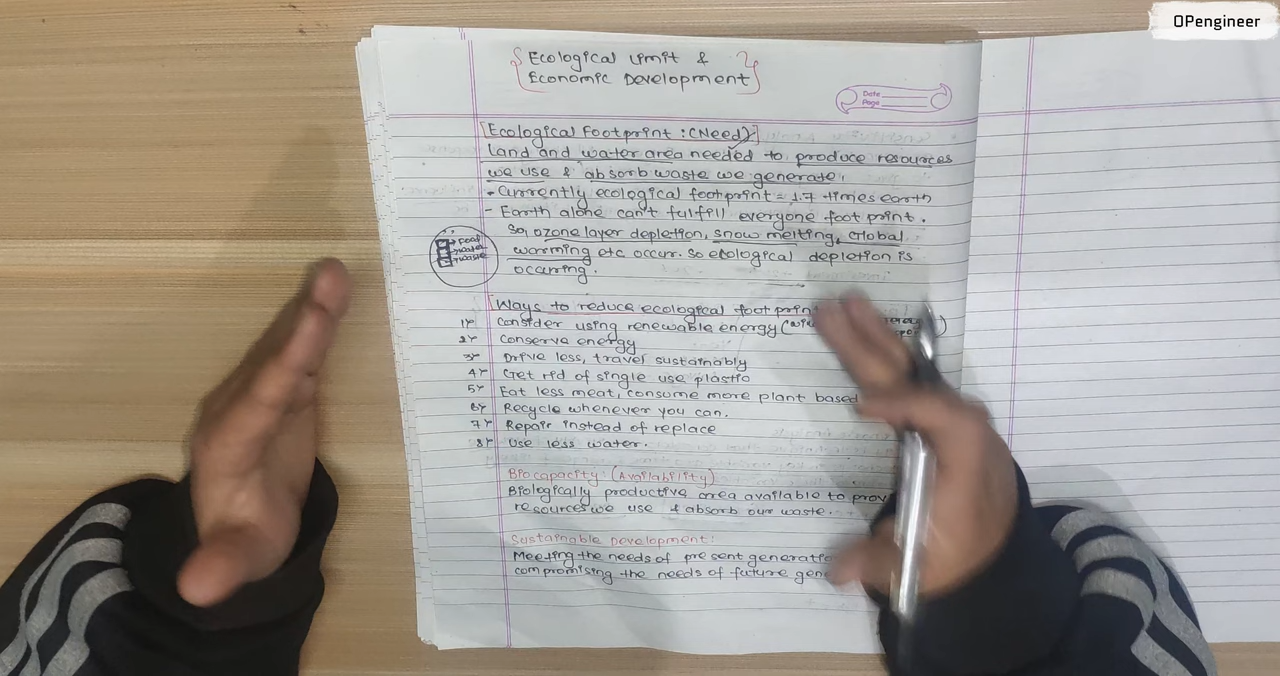 OPengineer
Ecological Limit &
Economic Development
Date
Page
Ecological Footprint : (Need)
land and water area needed to produce resources
we use & absorb waste we generate.
- Currently ecological footprint = 1.7 times earth
- Earth alone can't fulfill everyone foot print.
So, ozone layer depletion, snow melting, Global
warming etc occur. so ecological depletion is
occurring.
food
water
waste
Ways to reduce ecological footprint
1) Consider using renewable energy (
2) Conserve energy
3) Drive less, travel sustainably
4) Get rid of single use plastic
5) Eat less meat, consume more plant based
6) Recycle whenever you can.
7) Repair instead of replace
8) Use less water.
Biocapacity: (Availability)
Biologically productive area available to prov
resources we use & absorb our waste.
Sustainable Development:
Meeting the needs of present generatio
compromising the needs of future gen